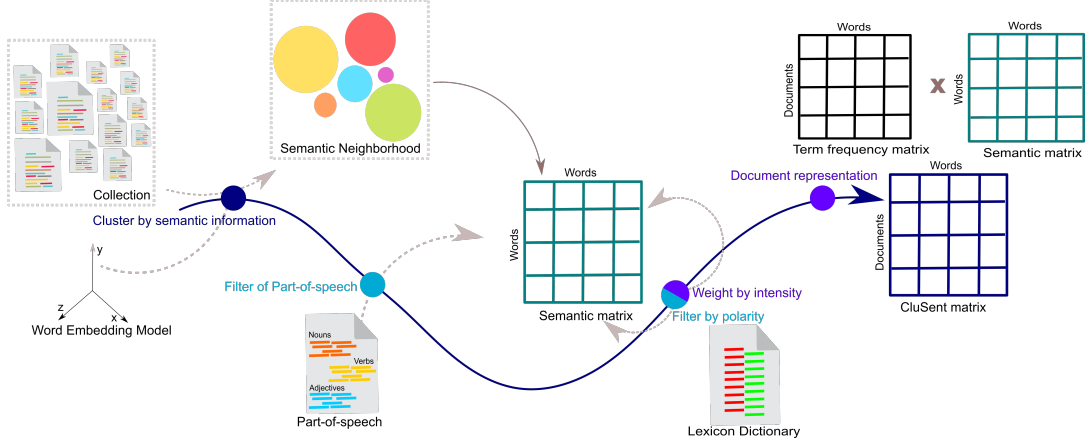 Collection
Cluster by semantic information
y
z
x
Word Embedding Model
Semantic Neighborhood
Filter of Part-of-speech
Nouns
Verbs
Adjectives
Part-of-speech
Words
Words
Semantic matrix
Weight by intensity
Filter by polarity
Lexicon Dictionary
Document representation
Words
Documents
Term frequency matrix
x
Words
Words
Semantic matrix
Words
Documents
CluSent matrix